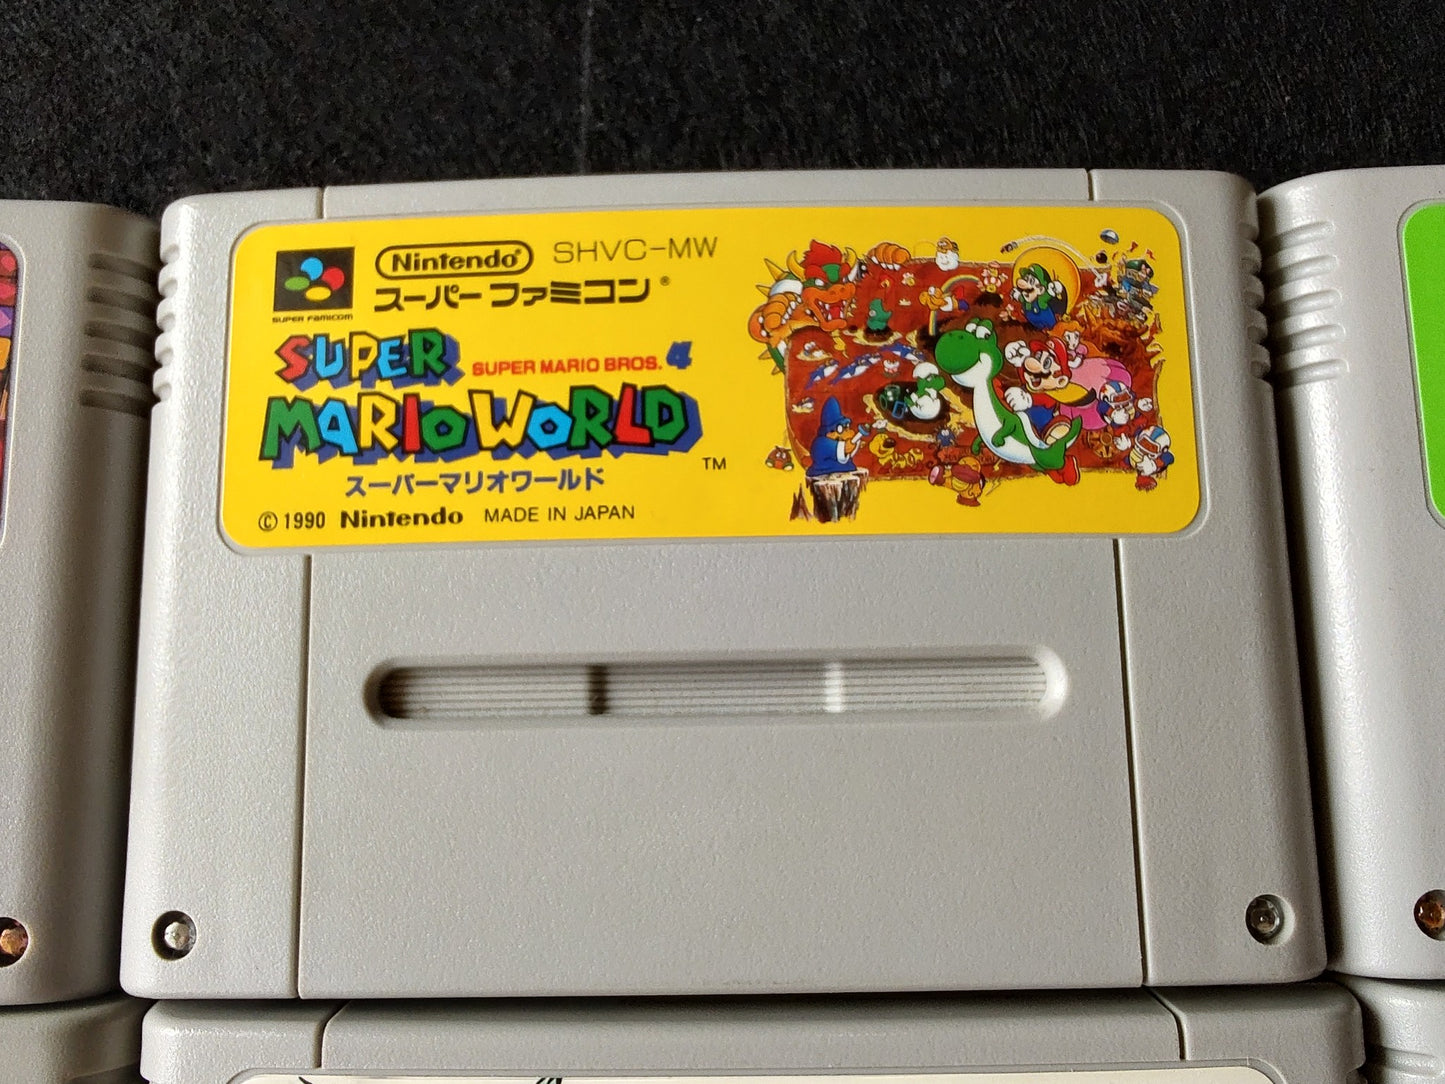 Nintendo® SHVC-MW
スーパーファミコン®
SUPER FAMICOM
SUPER SUPER MARIO BROS. 4
MARIO WORLD ™
スーパーマリオワールド
© 1990 Nintendo MADE IN JAPAN